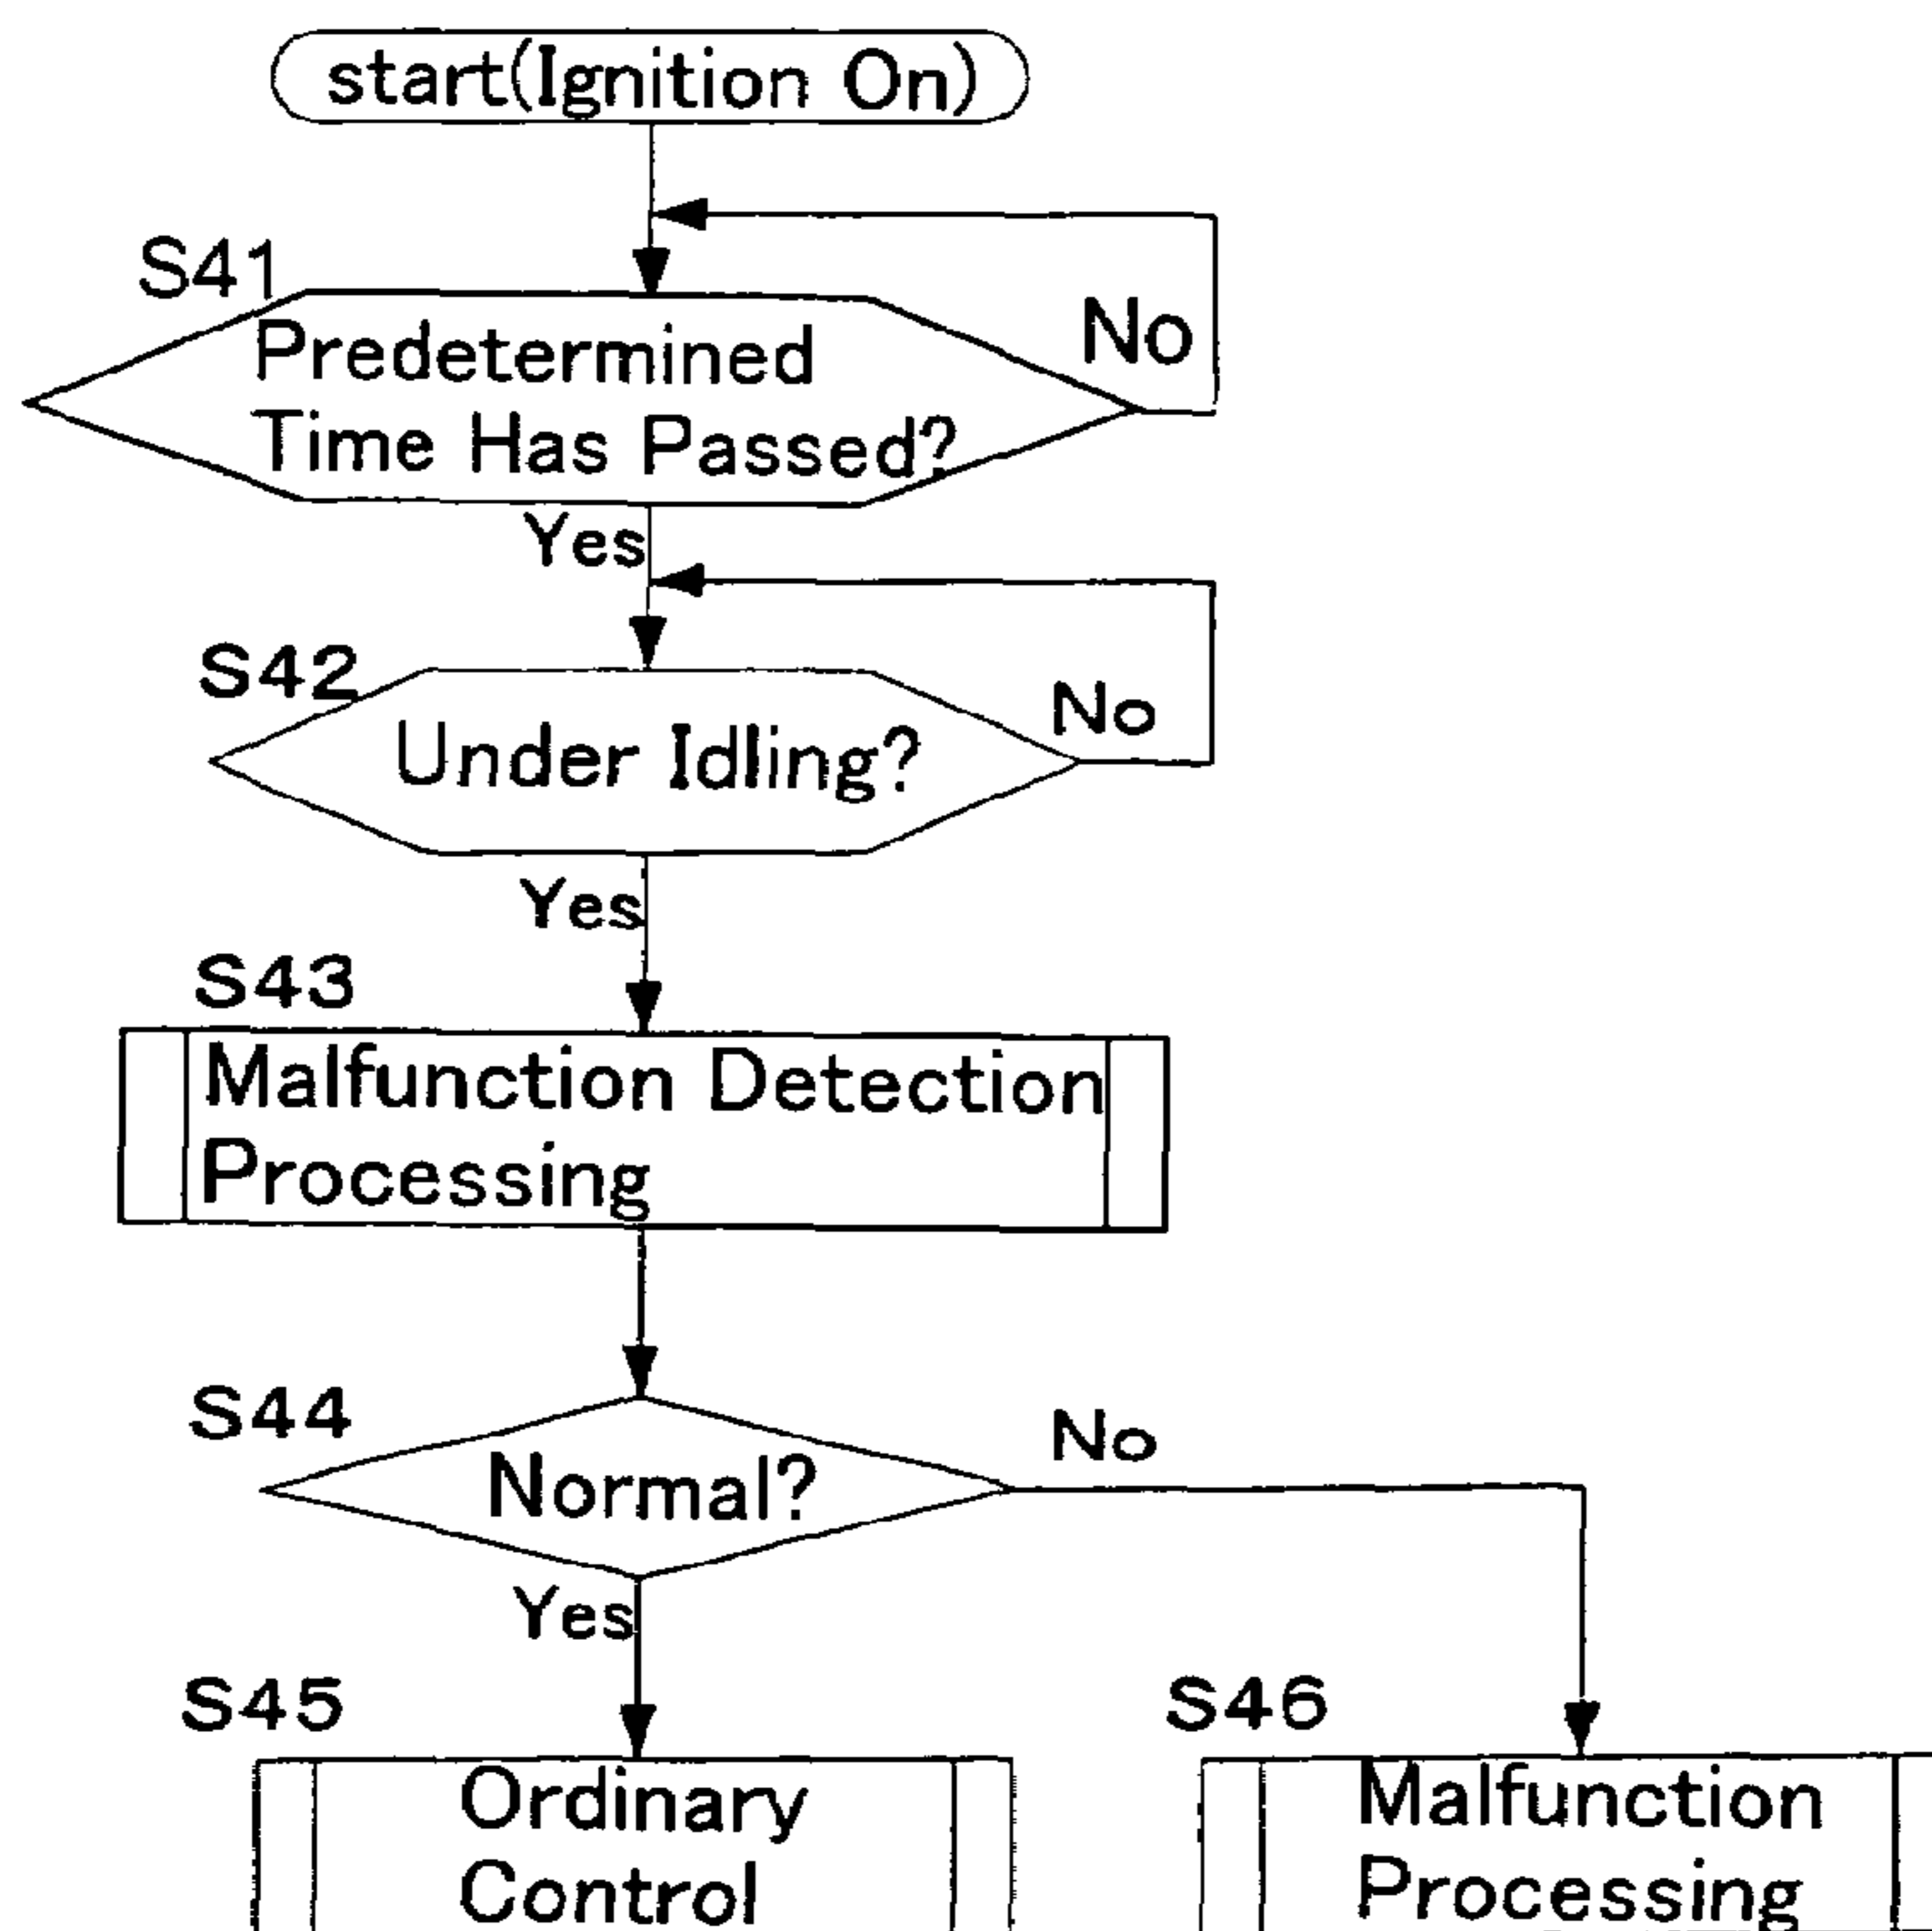 start(Ignition On)
S41
Predetermined
Time Has Passed?
No
Yes
S42
Under Idling?
No
Yes
S43
Malfunction Detection
Processing
S44
Normal?
No
Yes
S45
Ordinary
Control
S46
Malfunction
Processing